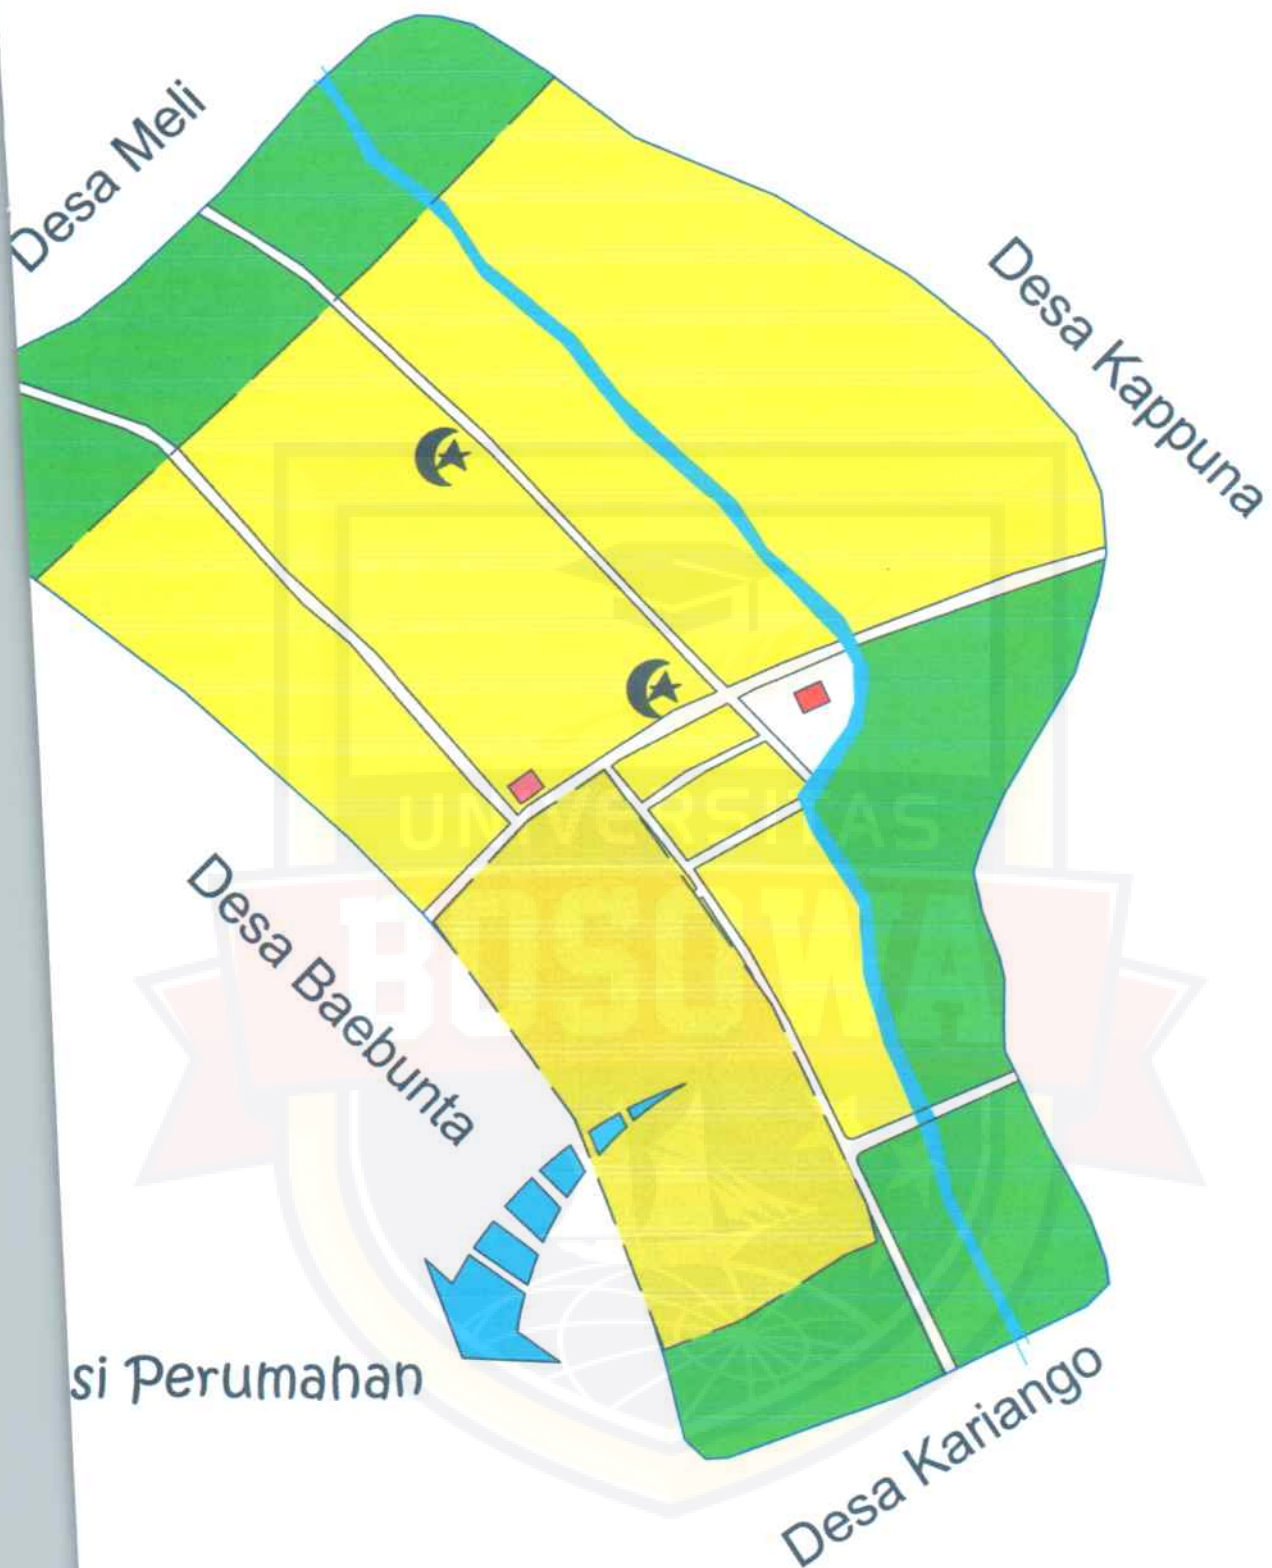 Desa Meli
Desa Kappuna
UNIVERSITAS
BOSOWA
Desa Baebunta
si Perumahan
Desa Kariango